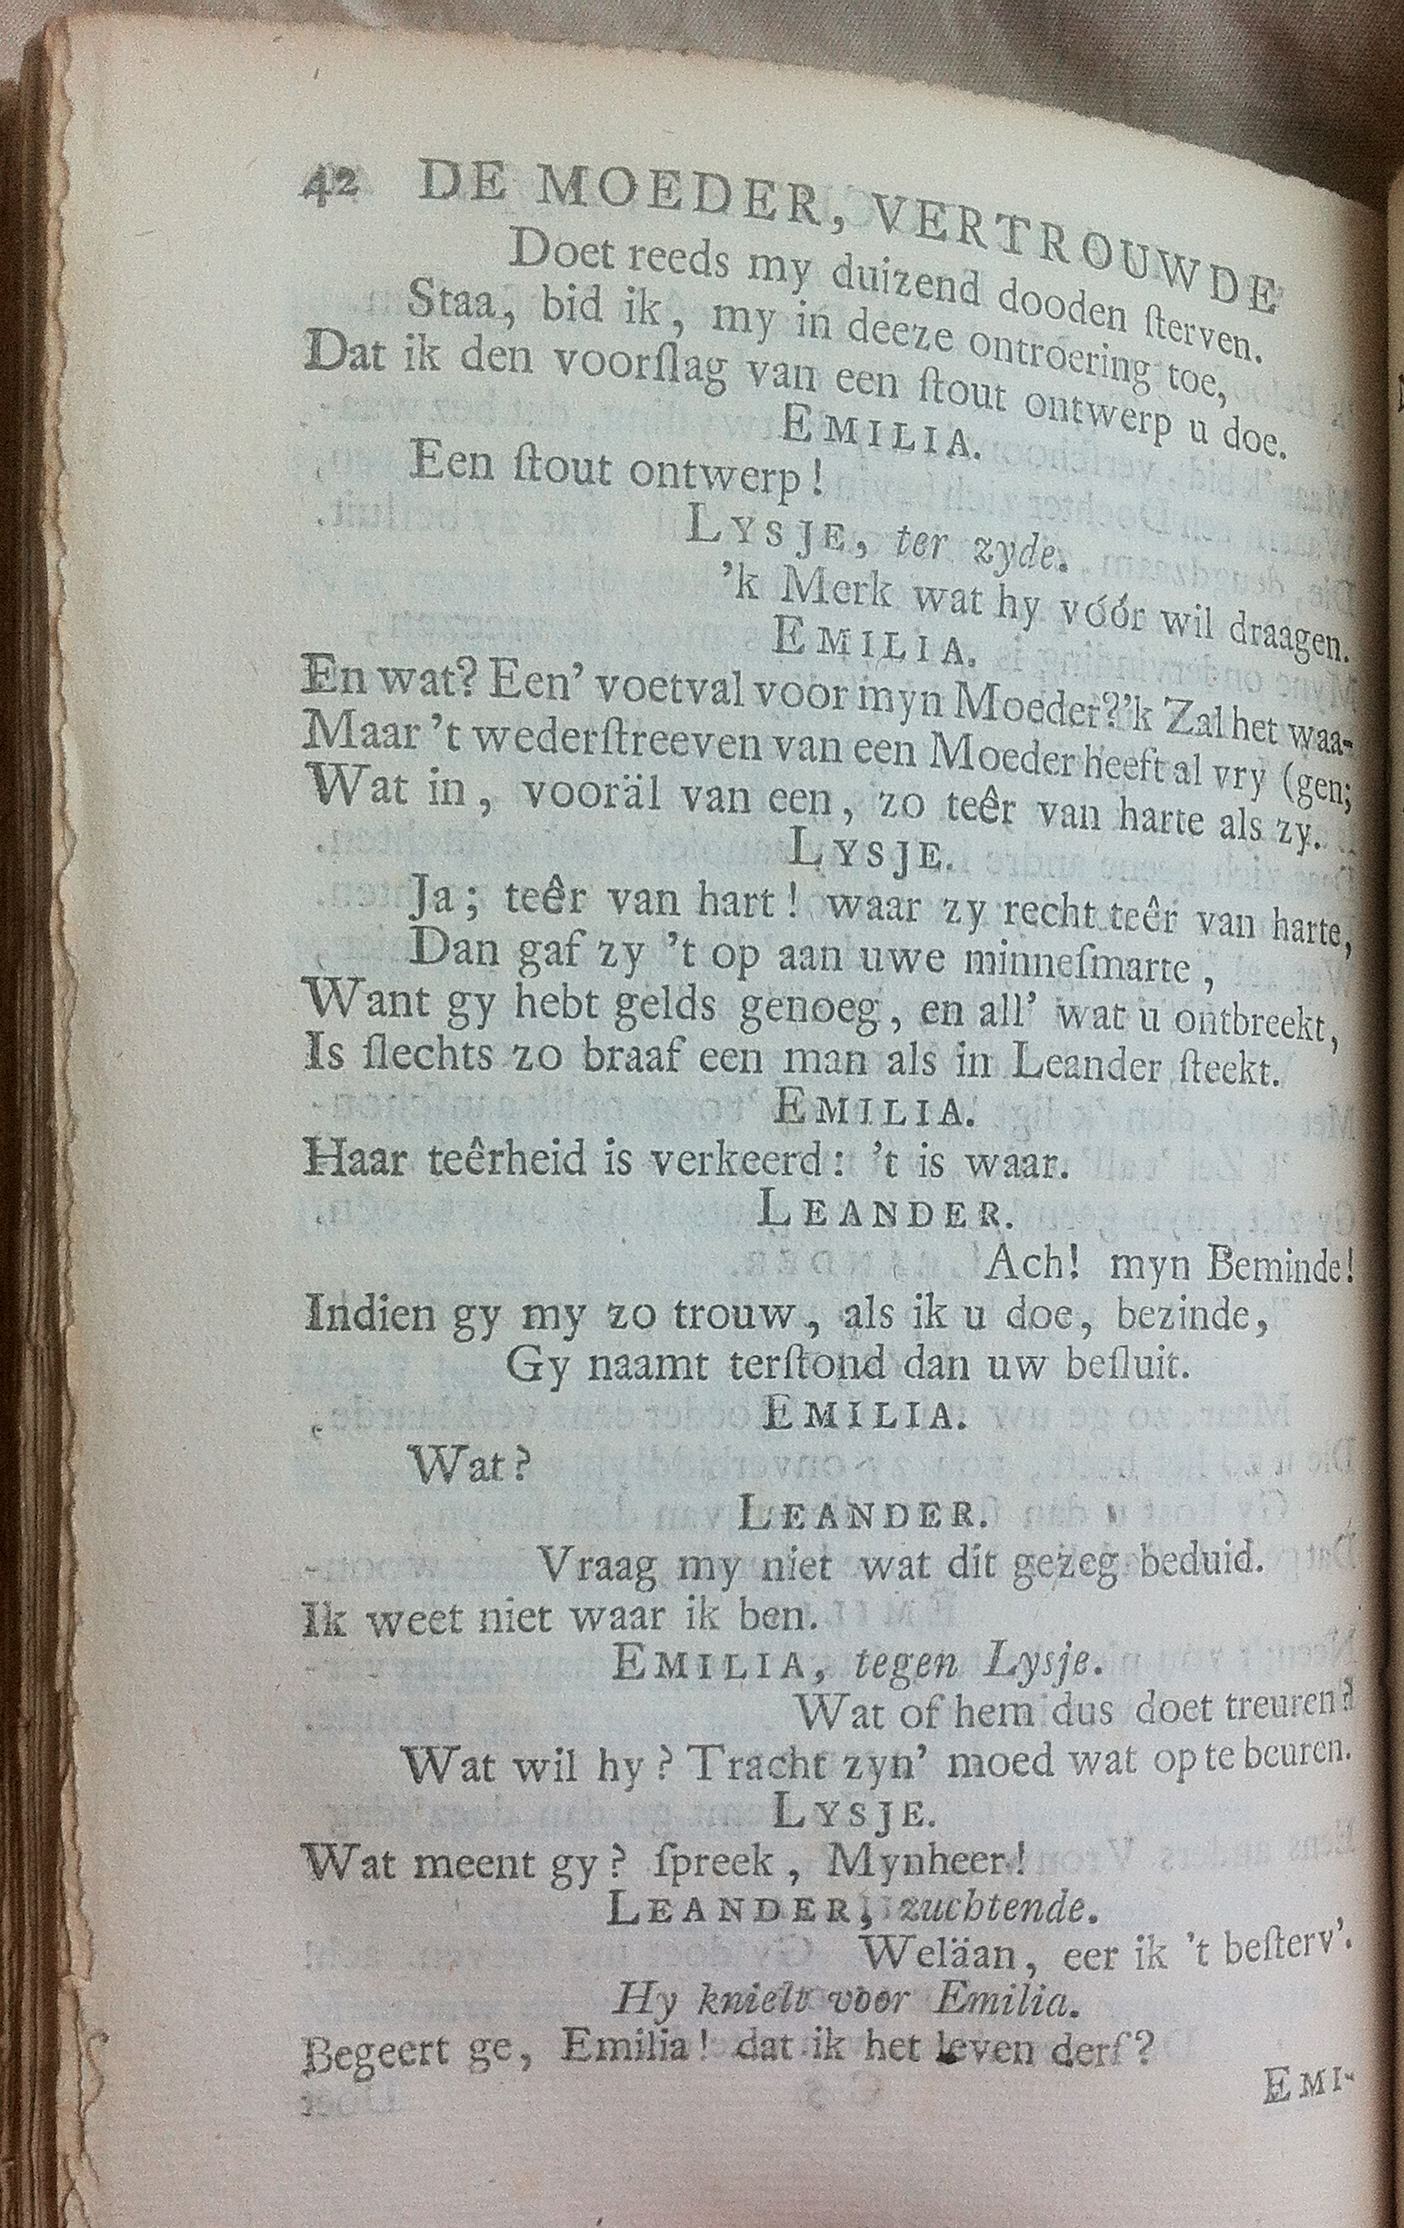 42 DE MOEDER, VERTROUWDE
Doet reeds my duizend dooden ſterven.
Staa, bid ik, my in deeze ontroering toe,
Dat ik den voorſlag van een ſtout ontwerp u doe.
EMILIA.
Een ſtout ontwerp!
LYSJE, ter zyde.
'k Merk wat hy vóór wil draagen.
EMILIA.
En wat? Een' voetval voor myn Moeder? 'k Zal het waa-
Maar 't wederſtreeven van een Moeder heeft al vry (gen;
Wat in, vooräl van een, zo teêr van harte als zy.
LYSJE.
Ja; teêr van hart! waar zy recht teêr van harte,
Dan gaf zy 't op aan uwe minneſmarte,
Want gy hebt gelds genoeg, en all' wat u ontbreekt,
Is ſlechts zo braaf een man als in Leander ſteekt.
EMILIA.
Haar teêrheid is verkeerd: 't is waar.
LEANDER.
Ach! myn Beminde!
Indien gy my zo trouw, als ik u doe, bezinde,
Gy naamt terſtond dan uw beſluit.
EMILIA.
Wat?
LEANDER.
Vraag my niet wat dit gezeg beduid.
Ik weet niet waar ik ben.
EMILIA, tegen Lysje.
Wat of hem dus doet treuren?
Wat wil hy? Tracht zyn' moed wat op te beuren.
LYSJE.
Wat meent gy? ſpreek, Mynheer!
LEANDER, zuchtende.
Weläan, eer ik 't beſterv'.
Hy knielt voor Emilia.
Begeert ge, Emilia! dat ik het leven derf?
EMI-